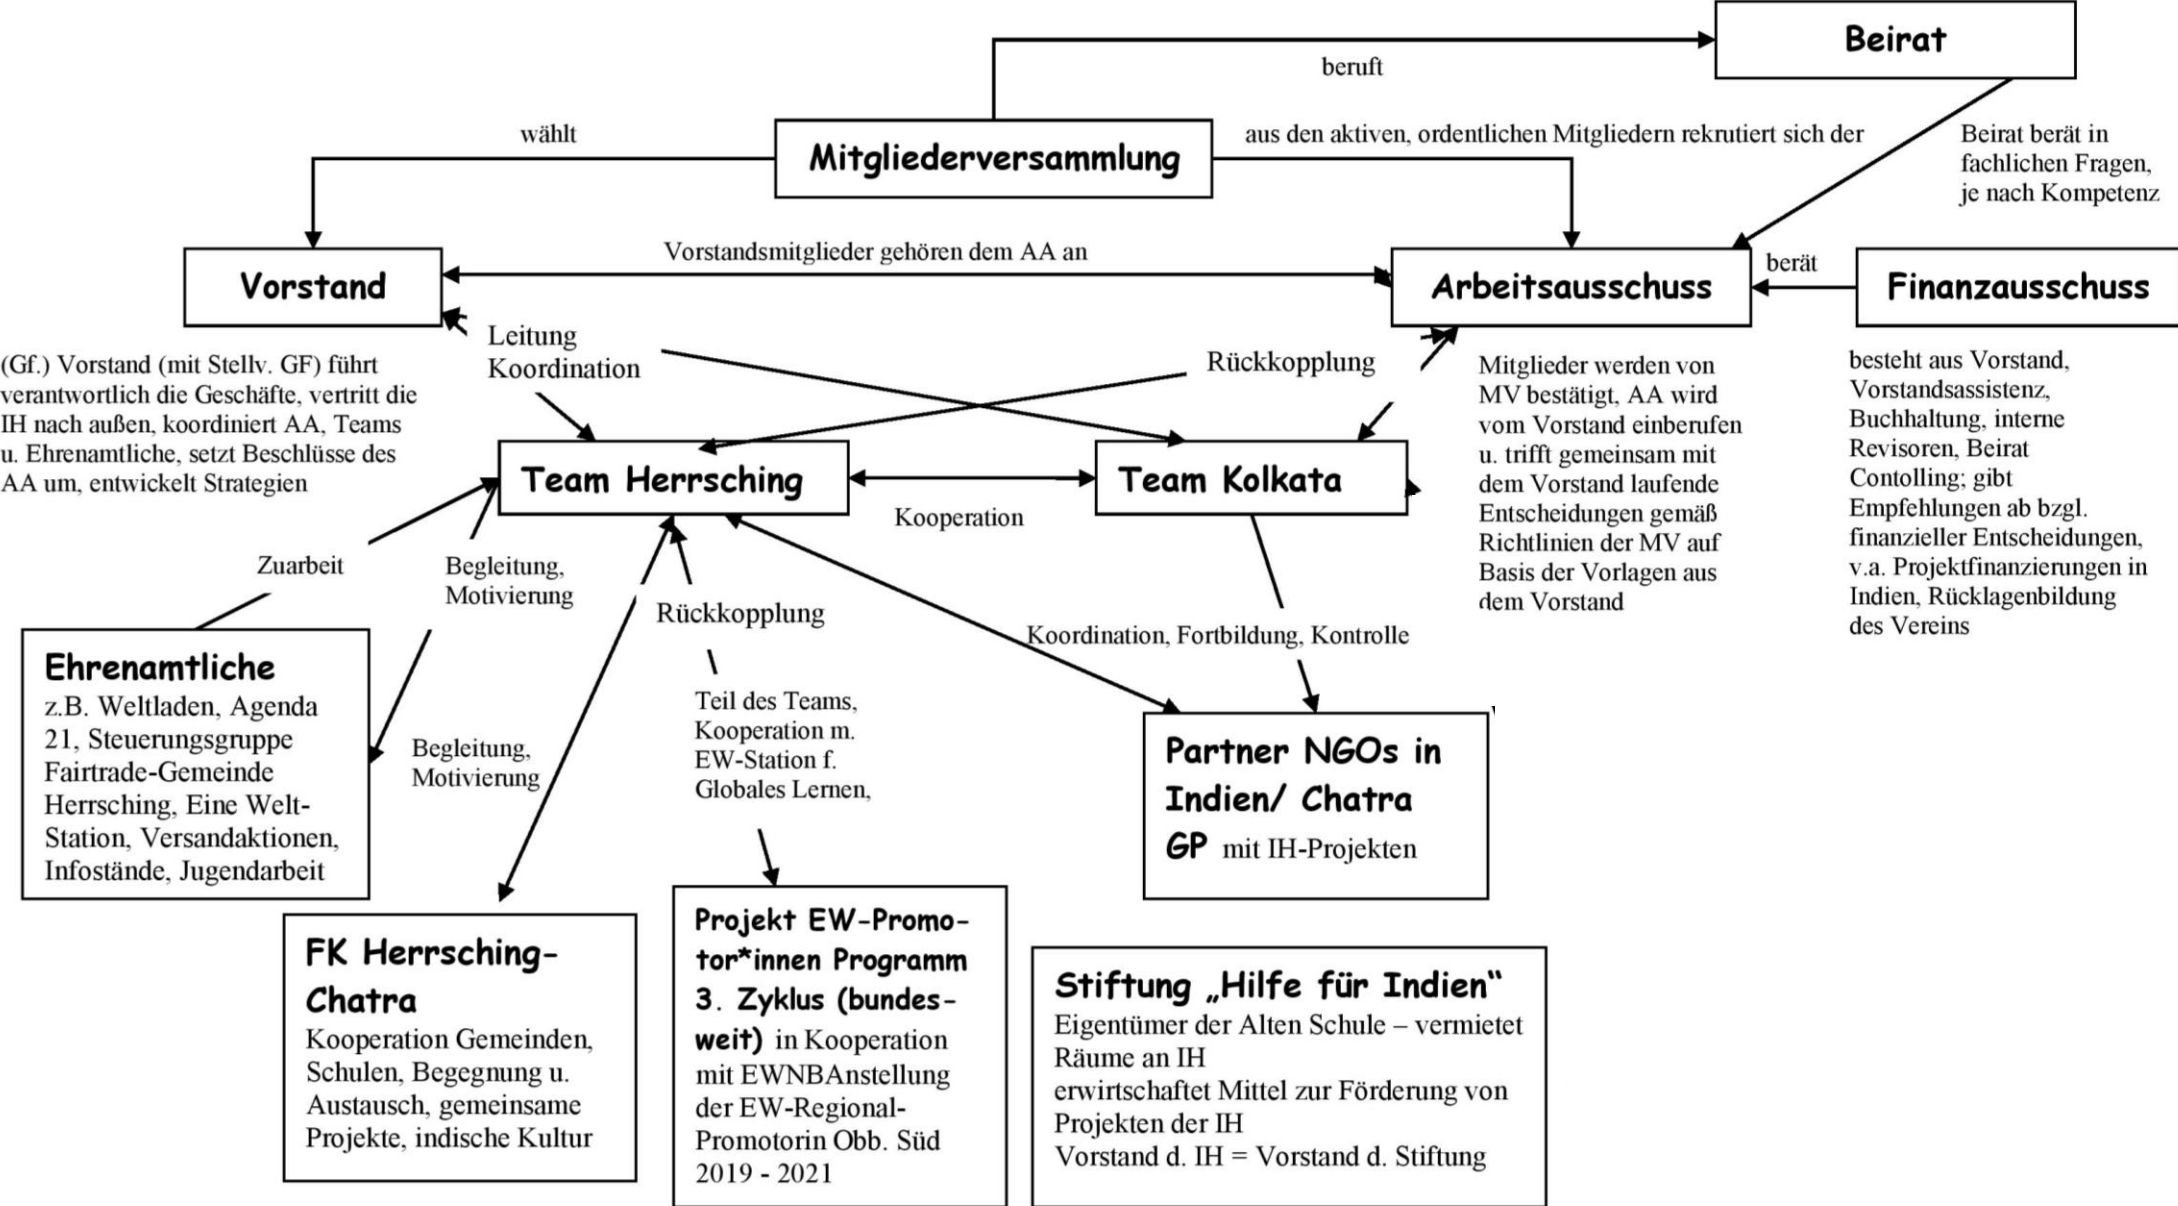 Beirat
beruft
wählt
Mitgliederversammlung
aus den aktiven, ordentlichen Mitgliedern rekrutiert sich der
Beirat berät in
fachlichen Fragen,
je nach Kompetenz
Vorstand
Vorstandsmitglieder gehören dem AA an
Arbeitsausschuss
berät
Finanzausschuss
Leitung
Koordination
Rückkopplung
(Gf.) Vorstand (mit Stellv. GF) führt
verantwortlich die Geschäfte, vertritt die
IH nach außen, koordiniert AA, Teams
u. Ehrenamtliche, setzt Beschlüsse des
AA um, entwickelt Strategien
Mitglieder werden von
MV bestätigt, AA wird
vom Vorstand einberufen
u. trifft gemeinsam mit
dem Vorstand laufende
Entscheidungen gemäß
Richtlinien der MV auf
Basis der Vorlagen aus
dem Vorstand
besteht aus Vorstand,
Vorstandsassistenz,
Buchhaltung, interne
Revisoren, Beirat
Contolling; gibt
Empfehlungen ab bzgl.
finanzieller Entscheidungen,
v.a. Projektfinanzierungen in
Indien, Rücklagenbildung
des Vereins
Team Herrsching
Team Kolkata
Kooperation
Zuarbeit
Begleitung,
Motivierung
Rückkopplung
Koordination, Fortbildung, Kontrolle
Ehrenamtliche
z.B. Weltladen, Agenda
21, Steuerungsgruppe
Fairtrade-Gemeinde
Herrsching, Eine Welt-
Station, Versandaktionen,
Infostände, Jugendarbeit
Begleitung,
Motivierung
Teil des Teams,
Kooperation m.
EW-Station f.
Globales Lernen,
Partner NGOs in
Indien/ Chatra
GP mit IH-Projekten
FK Herrsching-
Chatra
Kooperation Gemeinden,
Schulen, Begegnung u.
Austausch, gemeinsame
Projekte, indische Kultur
Projekt EW-Promo-
tor*innen Programm
3. Zyklus (bundes-
weit) in Kooperation
mit EWNBAnstellung
der EW-Regional-
Promotorin Obb. Süd
2019 - 2021
Stiftung „Hilfe für Indien“
Eigentümer der Alten Schule – vermietet
Räume an IH
erwirtschaftet Mittel zur Förderung von
Projekten der IH
Vorstand d. IH = Vorstand d. Stiftung